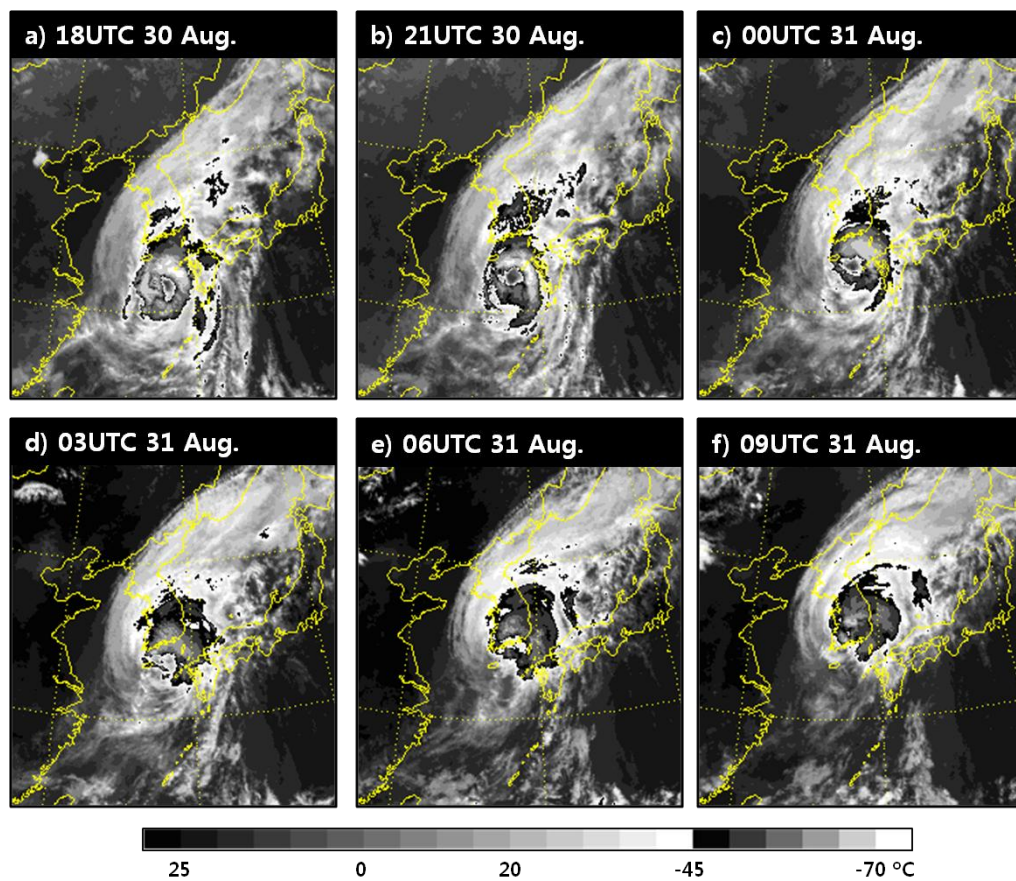 a) 18UTC 30 Aug.
b) 21UTC 30 Aug.
c) 00UTC 31 Aug.
d) 03UTC 31 Aug.
e) 06UTC 31 Aug.
f) 09UTC 31 Aug.
25 0 20 -45 -70 ºC